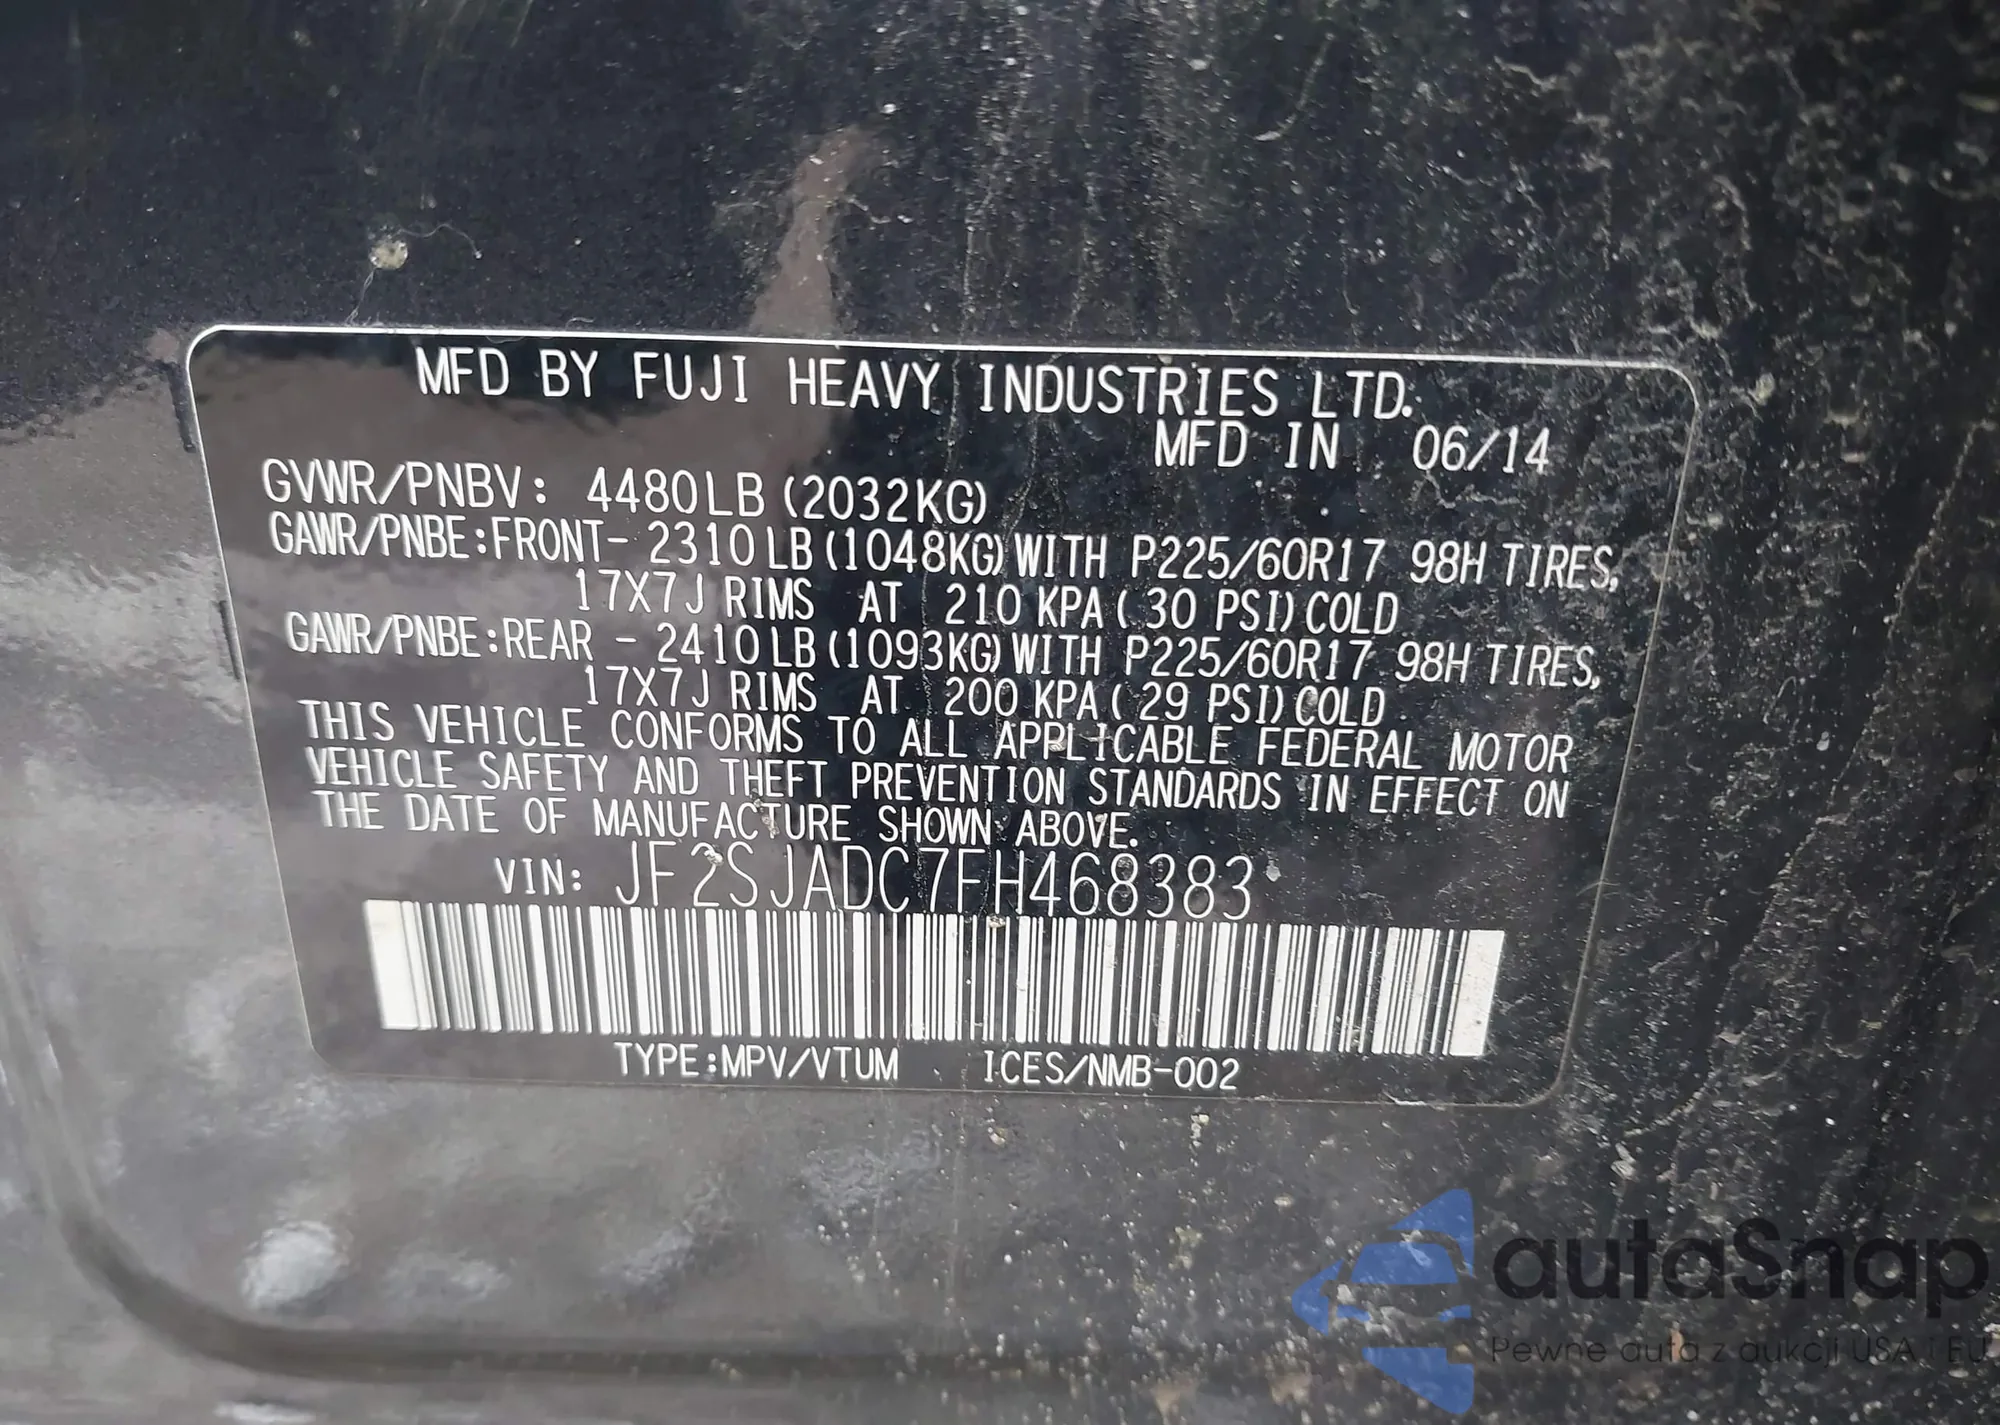 MFD BY FUJI HEAVY INDUSTRIES LTD.
MFD IN 06/14
GVWR/PNBV: 4480LB (2032KG)
GAWR/PNBE:FRONT- 2310LB(1048KG)WITH P225/60R17 98H TIRES,
17X7J RIMS AT 210 KPA( 30 PSI)COLD
GAWR/PNBE:REAR - 2410LB(1093KG)WITH P225/60R17 98H TIRES,
17X7J RIMS AT 200 KPA( 29 PSI)COLD
THIS VEHICLE CONFORMS TO ALL APPLICABLE FEDERAL MOTOR
VEHICLE SAFETY AND THEFT PREVENTION STANDARDS IN EFFECT ON
THE DATE OF MANUFACTURE SHOWN ABOVE.
VIN: JF2SJADC7FH468383
TYPE:MPV/VTUM ICES/NMB-002
autaSnap
Pewne auta z aukcji USA i EU